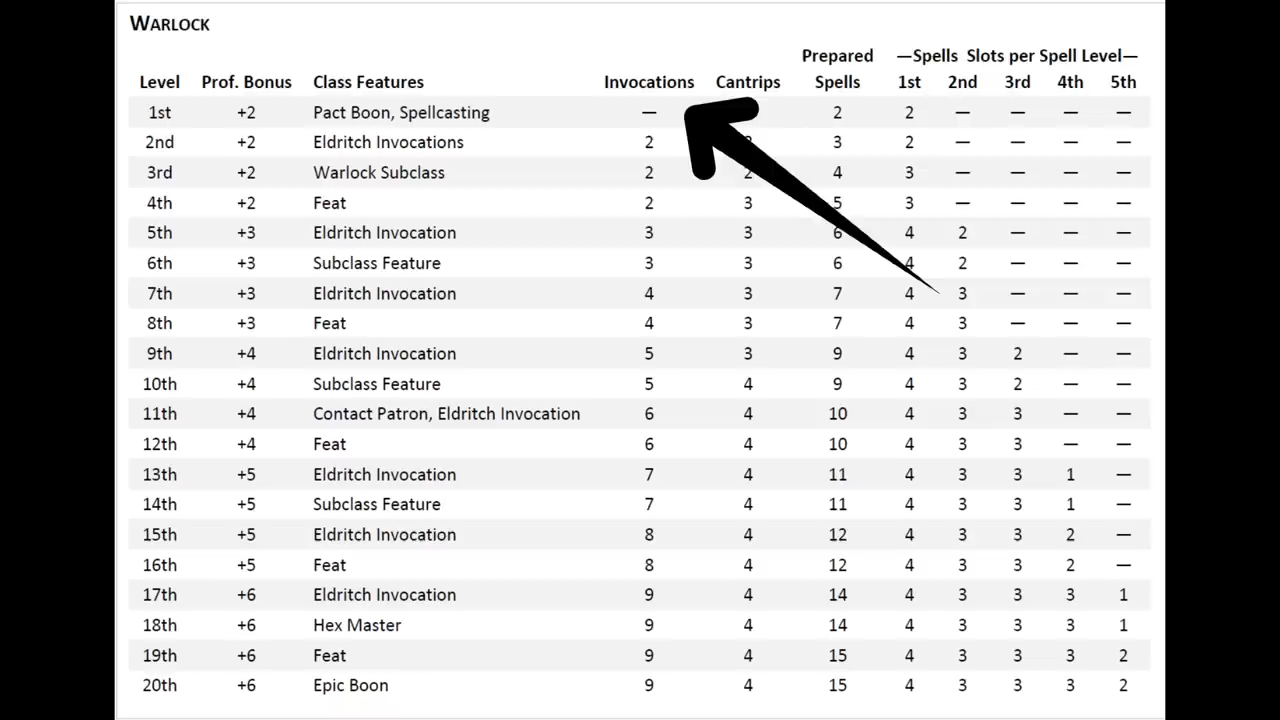 WARLOCK
Prepared —Spells Slots per Spell Level—
Level Prof. Bonus Class Features Invocations Cantrips Spells 1st 2nd 3rd 4th 5th
1st +2 Pact Boon, Spellcasting — 2 2 — — — —
2nd +2 Eldritch Invocations 2 3 2 — — — —
3rd +2 Warlock Subclass 2 2 4 3 — — — —
4th +2 Feat 2 3 5 3 — — — —
5th +3 Eldritch Invocation 3 3 6 4 2 — — —
6th +3 Subclass Feature 3 3 6 4 2 — — —
7th +3 Eldritch Invocation 4 3 7 4 3 — — —
8th +3 Feat 4 3 7 4 3 — — —
9th +4 Eldritch Invocation 5 3 9 4 3 2 — —
10th +4 Subclass Feature 5 4 9 4 3 2 — —
11th +4 Contact Patron, Eldritch Invocation 6 4 10 4 3 3 — —
12th +4 Feat 6 4 10 4 3 3 — —
13th +5 Eldritch Invocation 7 4 11 4 3 3 1 —
14th +5 Subclass Feature 7 4 11 4 3 3 1 —
15th +5 Eldritch Invocation 8 4 12 4 3 3 2 —
16th +5 Feat 8 4 12 4 3 3 2 —
17th +6 Eldritch Invocation 9 4 14 4 3 3 3 1
18th +6 Hex Master 9 4 14 4 3 3 3 1
19th +6 Feat 9 4 15 4 3 3 3 2
20th +6 Epic Boon 9 4 15 4 3 3 3 2